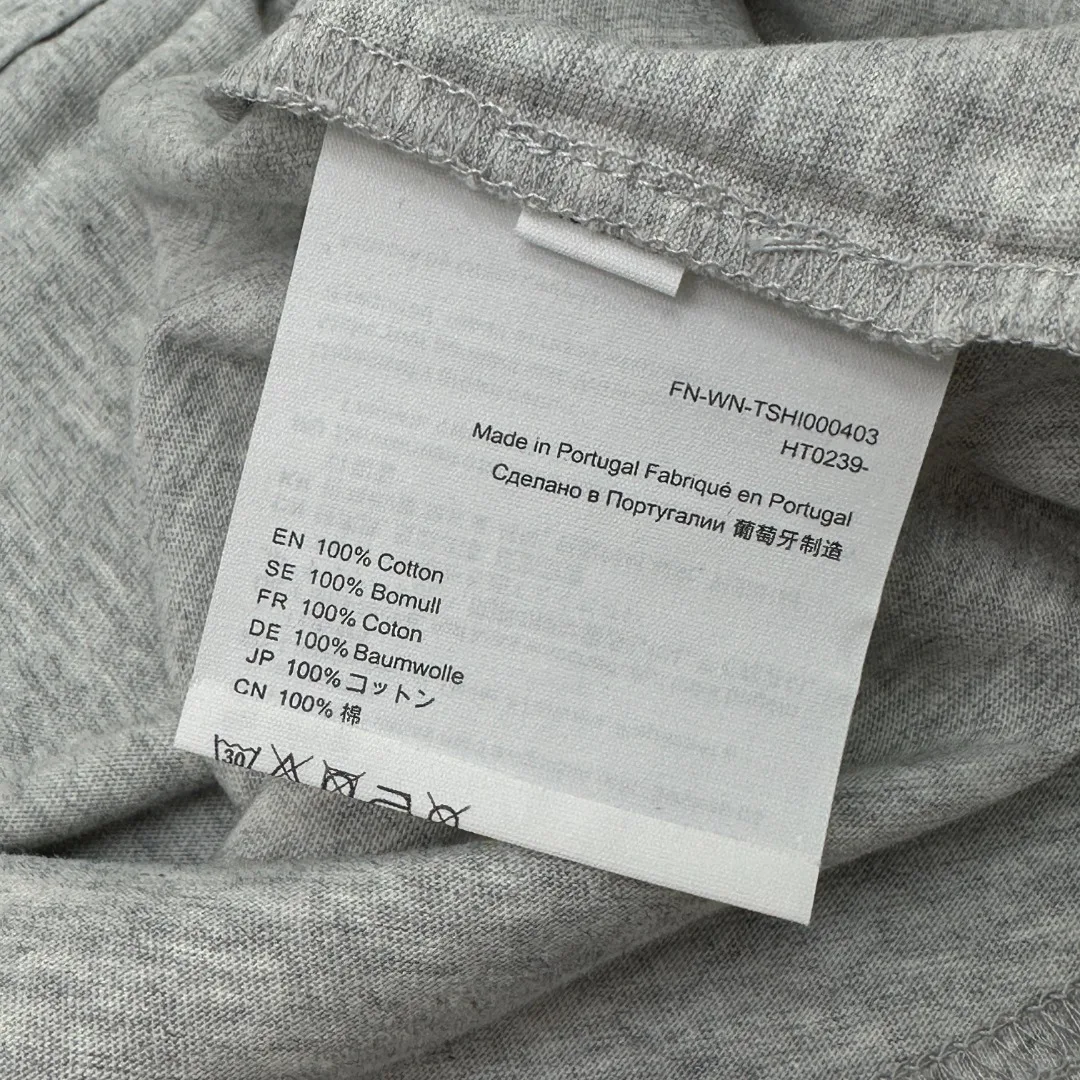 FN-WN-TSHI000403
HT0239-
Made in Portugal Fabriqué en Portugal
Сделано в Португалии 葡萄牙制造
EN 100% Cotton
SE 100% Bomull
FR 100% Coton
DE 100% Baumwolle
JP 100% コットン
CN 100% 棉
30